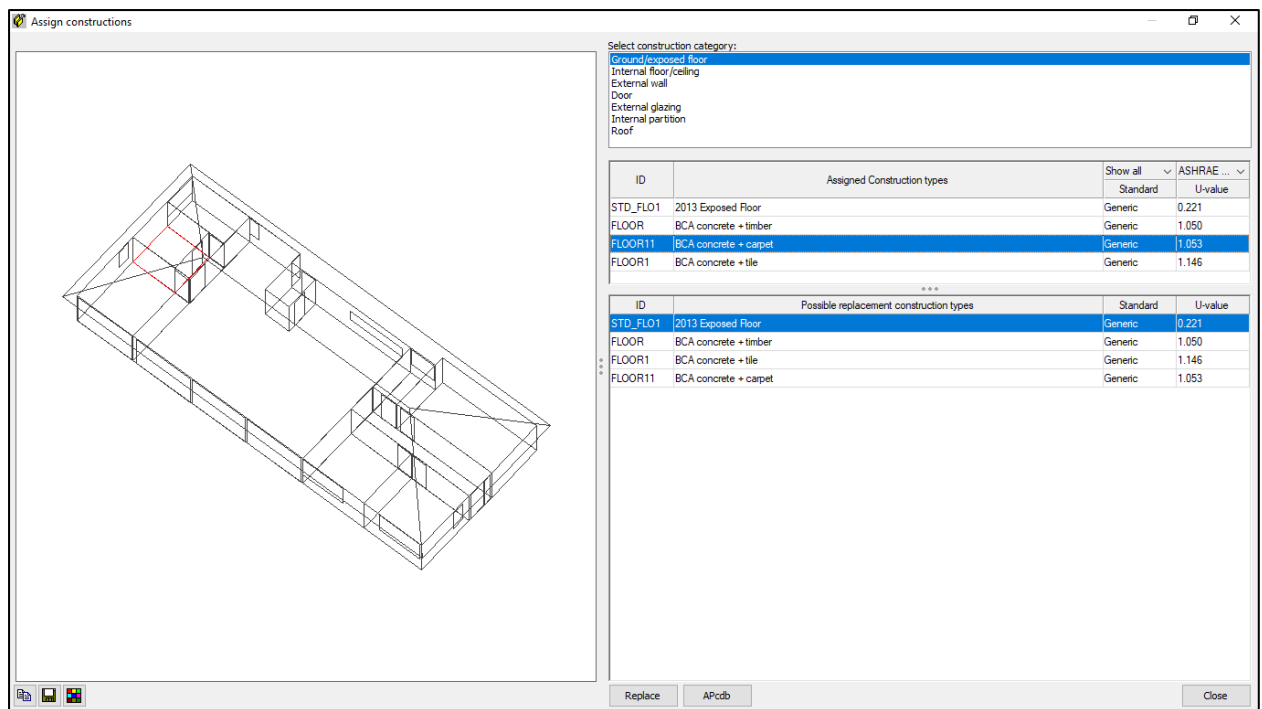 Assign constructions
Select construction category:
Ground/exposed floor
Internal floor/ceiling
External wall
Door
External glazing
Internal partition
Roof
ID Assigned Construction types Show all ASHRAE ...
Standard U-value
STD_FLO1 2013 Exposed Floor Generic 0.221
FLOOR BCA concrete + timber Generic 1.050
FLOOR11 BCA concrete + carpet Generic 1.053
FLOOR1 BCA concrete + tile Generic 1.146
ID Possible replacement construction types Standard U-value
STD_FLO1 2013 Exposed Floor Generic 0.221
FLOOR BCA concrete + timber Generic 1.050
FLOOR1 BCA concrete + tile Generic 1.146
FLOOR11 BCA concrete + carpet Generic 1.053
Replace APcdb Close